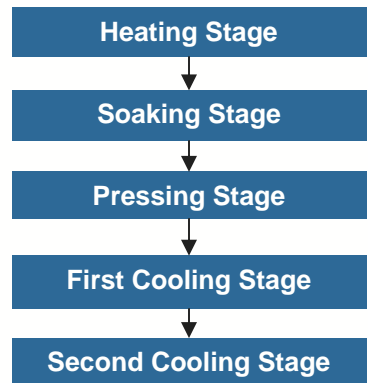 Heating Stage
Soaking Stage
Pressing Stage
First Cooling Stage
Second Cooling Stage